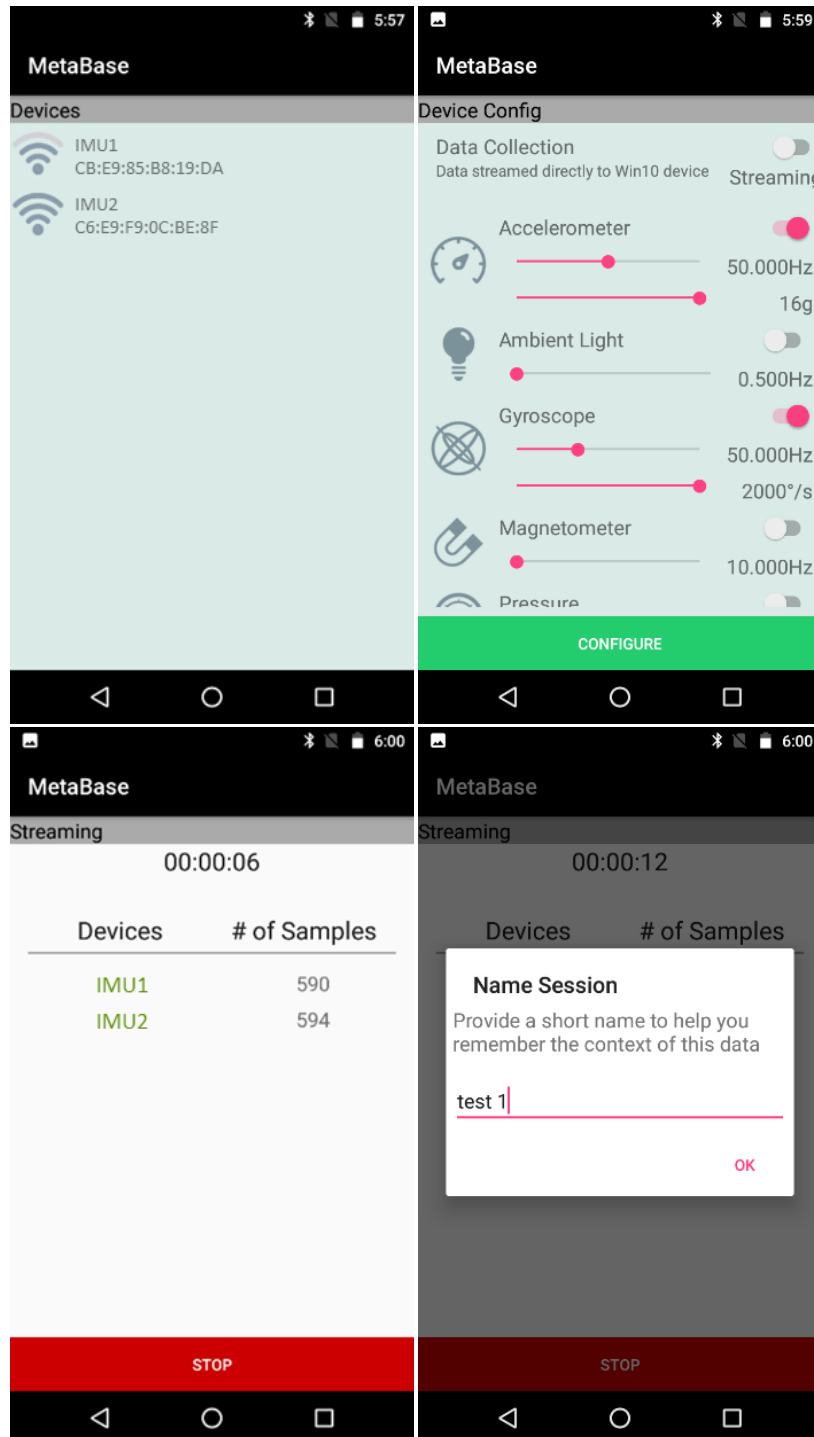 5:57
MetaBase
Devices
IMU1
CB:E9:85:B8:19:DA
IMU2
C6:E9:F9:0C:BE:8F
5:59
MetaBase
Device Config
Data Collection
Data streamed directly to Win10 device
Streaming
Accelerometer
50.000Hz
16g
Ambient Light
0.500Hz
Gyroscope
50.000Hz
2000°/s
Magnetometer
10.000Hz
Pressure
CONFIGURE
6:00
MetaBase
Streaming
00:00:06
Devices # of Samples
IMU1 590
IMU2 594
STOP
6:00
MetaBase
Streaming
00:00:12
Devices # of Samples
Name Session
Provide a short name to help you
remember the context of this data
test 1
OK
STOP